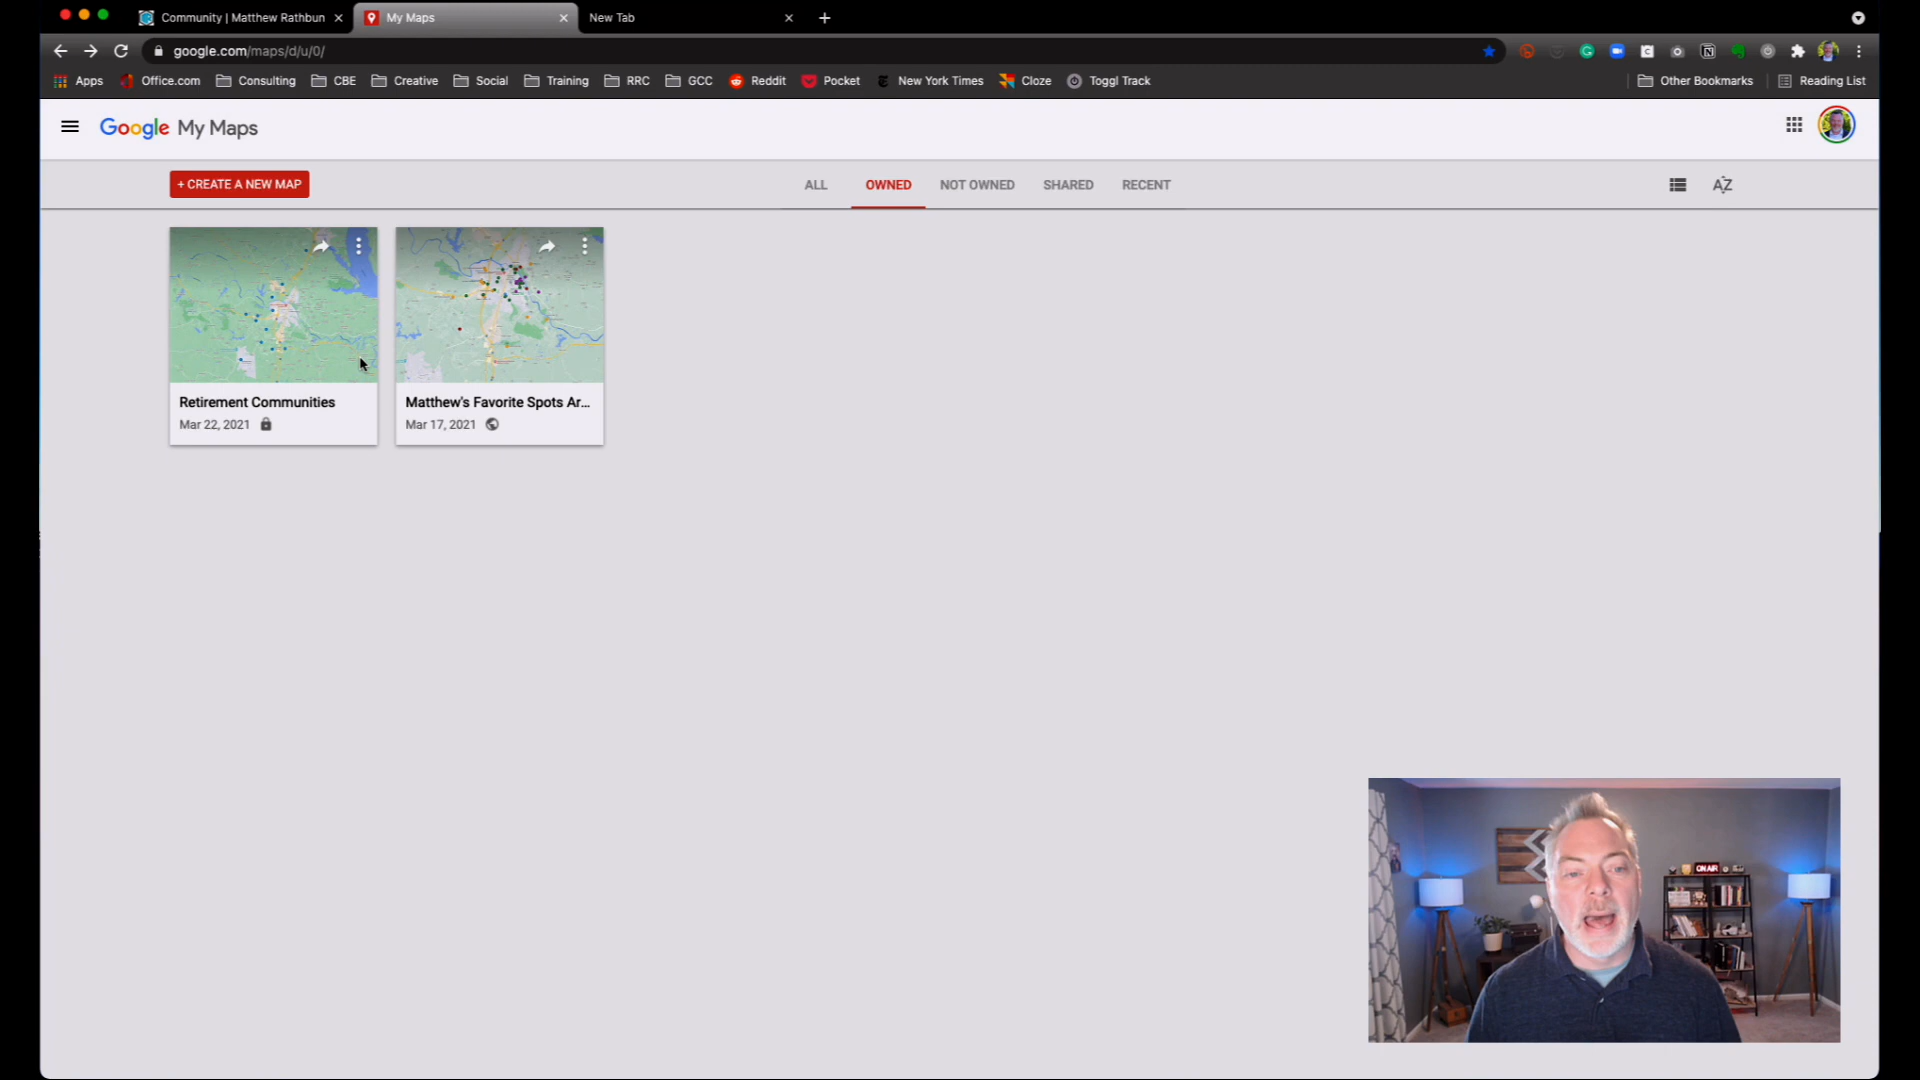 Community | Matthew Rathbun
My Maps
New Tab
google.com/maps/d/u/0/
Apps
Office.com
Consulting
CBE
Creative
Social
Training
RRC
GCC
Reddit
Pocket
New York Times
Cloze
Toggl Track
Other Bookmarks
Reading List
Google My Maps
+ CREATE A NEW MAP
ALL
OWNED
NOT OWNED
SHARED
RECENT
AZ
Retirement Communities
Mar 22, 2021
Matthew's Favorite Spots Ar...
Mar 17, 2021
ON AIR